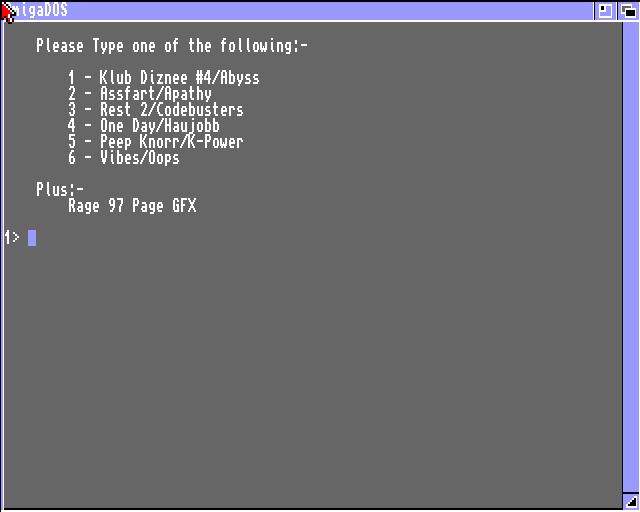 amigaDOS
Please Type one of the following:-
1 - Klub Diznee #4/Abyss
2 - Assfart/Apathy
3 - Rest 2/Codebusters
4 - One Day/Haujobb
5 - Peep Knorr/K-Power
6 - Vibes/Oops
Plus:-
Rage 97 Page GFX
1>